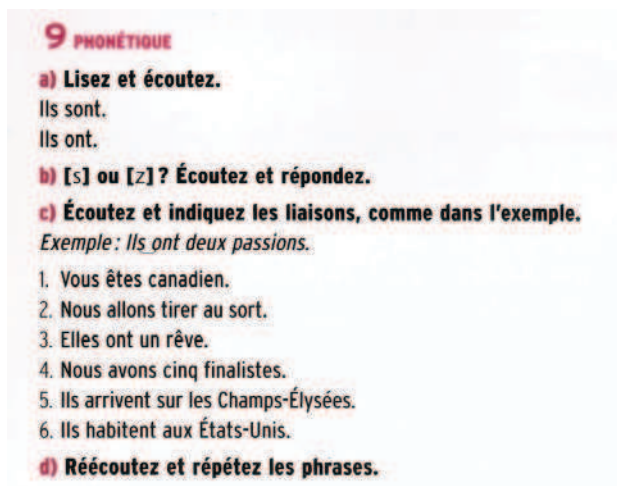 9 PHONÉTIQUE
a) Lisez et écoutez.
Ils sont.
Ils ont.
b) [s] ou [z] ? Écoutez et répondez.
c) Écoutez et indiquez les liaisons, comme dans l'exemple.
Exemple : Ils‿ont deux passions.
1. Vous êtes canadien.
2. Nous allons tirer au sort.
3. Elles ont un rêve.
4. Nous avons cinq finalistes.
5. Ils arrivent sur les Champs-Élysées.
6. Ils habitent aux États-Unis.
d) Réécoutez et répétez les phrases.